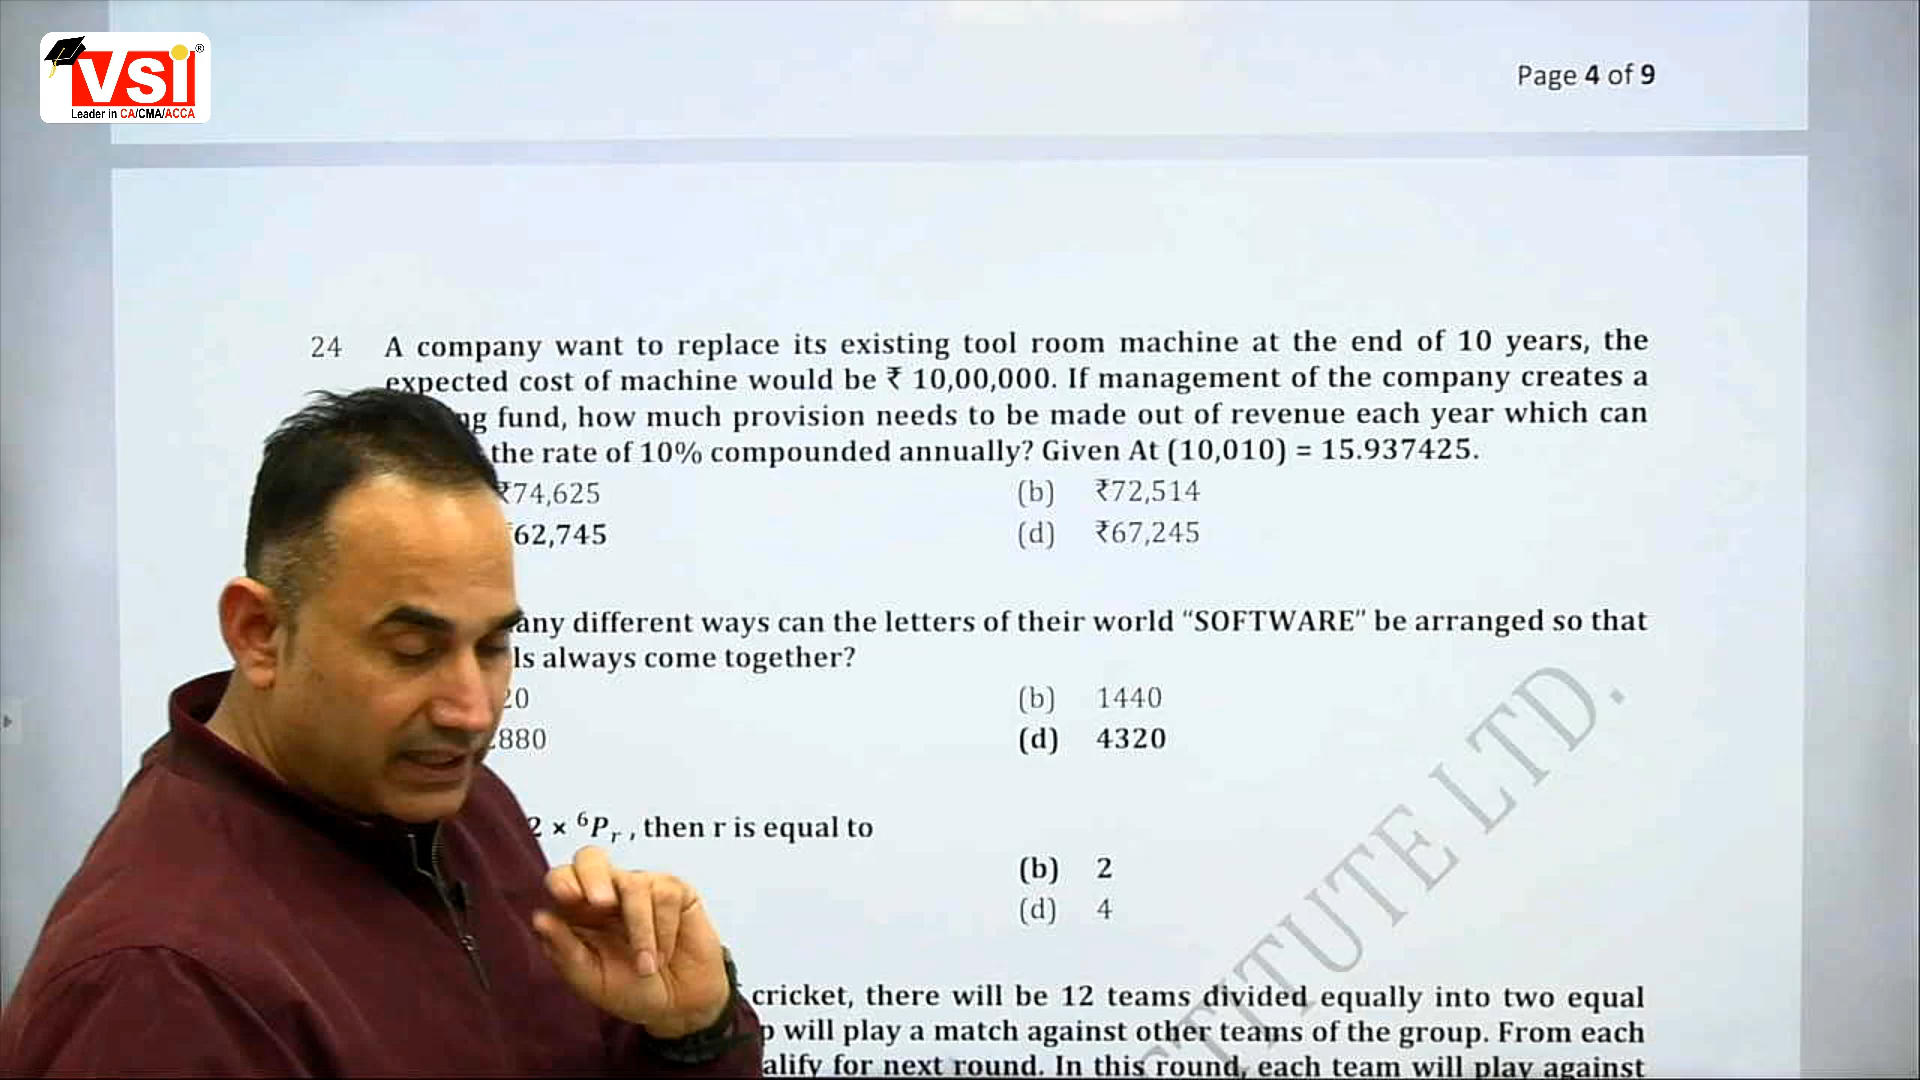 VSI®
Leader in CA/CMA/ACCA
Page 4 of 9
24 A company want to replace its existing tool room machine at the end of 10 years, the
expected cost of machine would be ₹ 10,00,000. If management of the company creates a
fund, how much provision needs to be made out of revenue each year which can
the rate of 10% compounded annually? Given At (10,010) = 15.937425.
₹74,625 (b) ₹72,514
62,745 (d) ₹67,245
any different ways can the letters of their world “SOFTWARE” be arranged so that
ls always come together?
20 (b) 1440
880 (d) 4320
2 × ⁶Pᵣ , then r is equal to
(b) 2
(d) 4
cricket, there will be 12 teams divided equally into two equal
p will play a match against other teams of the group. From each
alify for next round. In this round, each team will play against
STITUTE LTD.